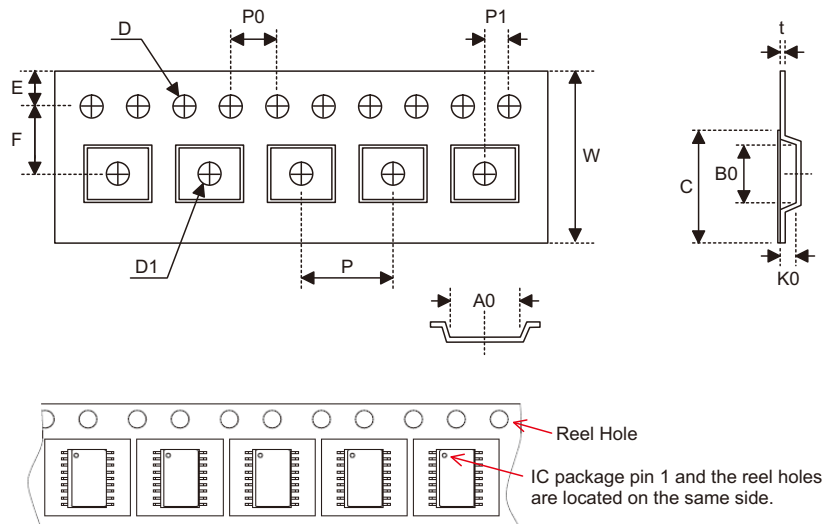 D
P0
P1
t
E
F
W
C
B0
D1
P
K0
A0
Reel Hole
IC package pin 1 and the reel holes
are located on the same side.